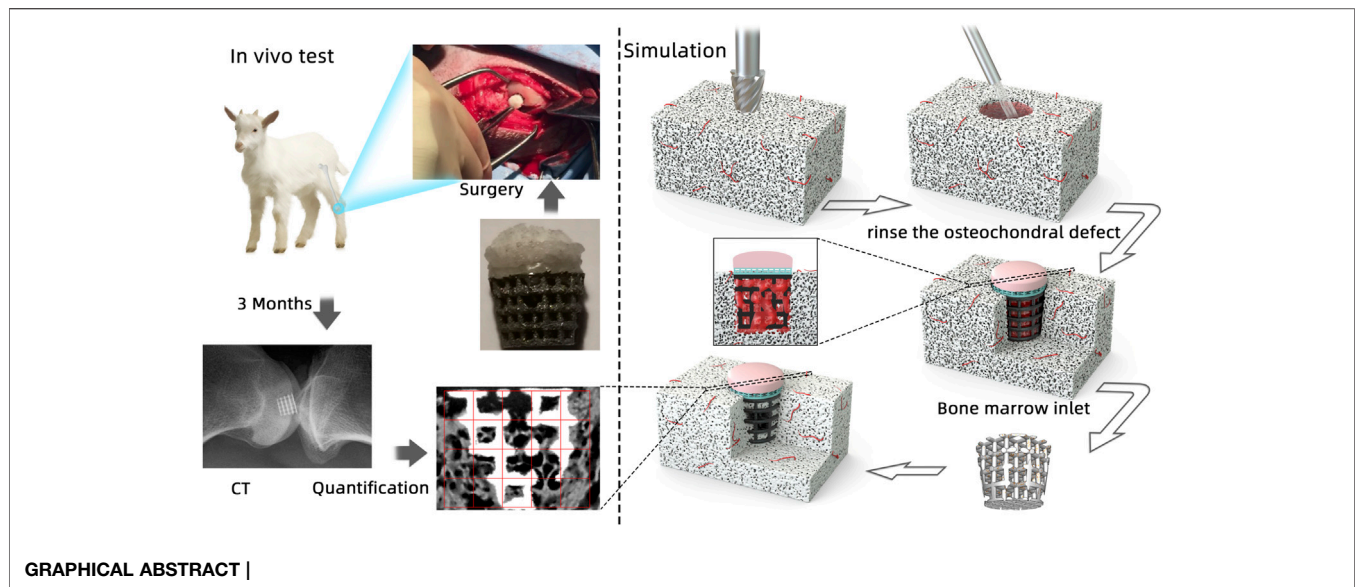 In vivo test
Surgery
3 Months
CT
Quantification
Simulation
rinse the osteochondral defect
Bone marrow inlet
GRAPHICAL ABSTRACT |